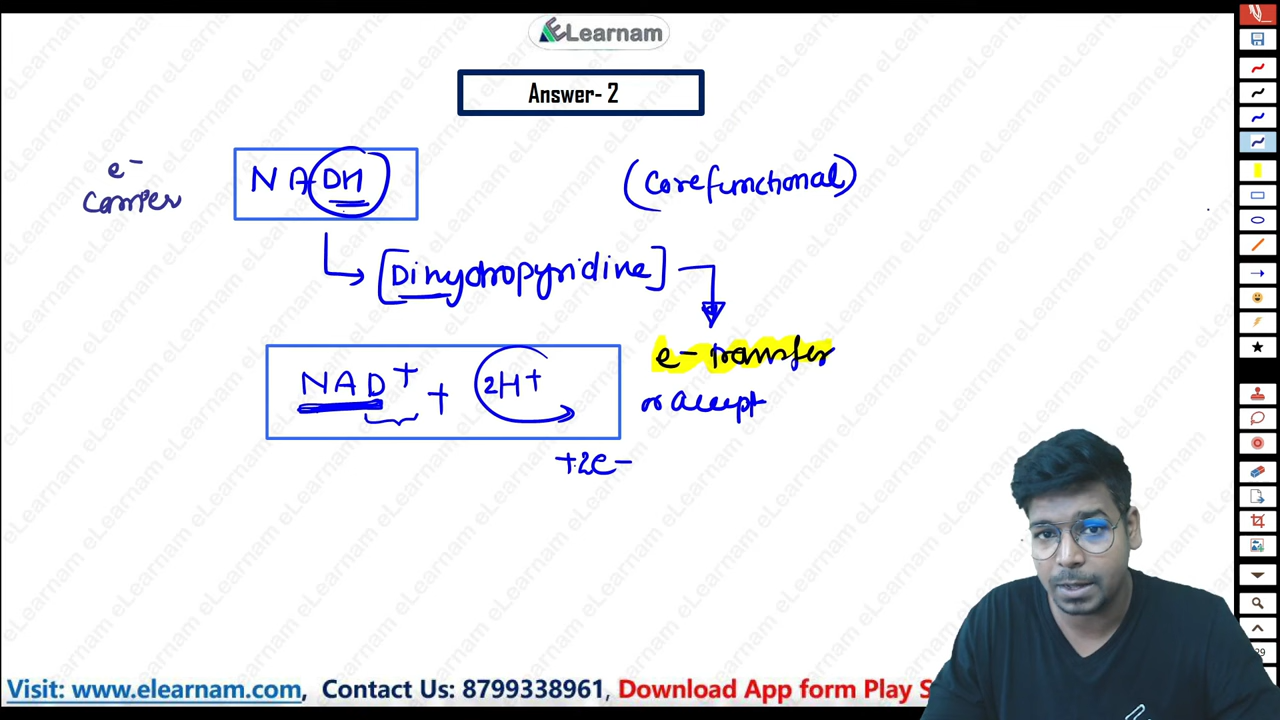 eLearnam
Answer- 2
e-
carrier
NADH
(Core functional)
[Dihydropyridine]
e- transfer
or accept
NAD+ + 2H+
+2e-
Visit: www.elearnam.com, Contact Us: 8799338961, Download App form Play S